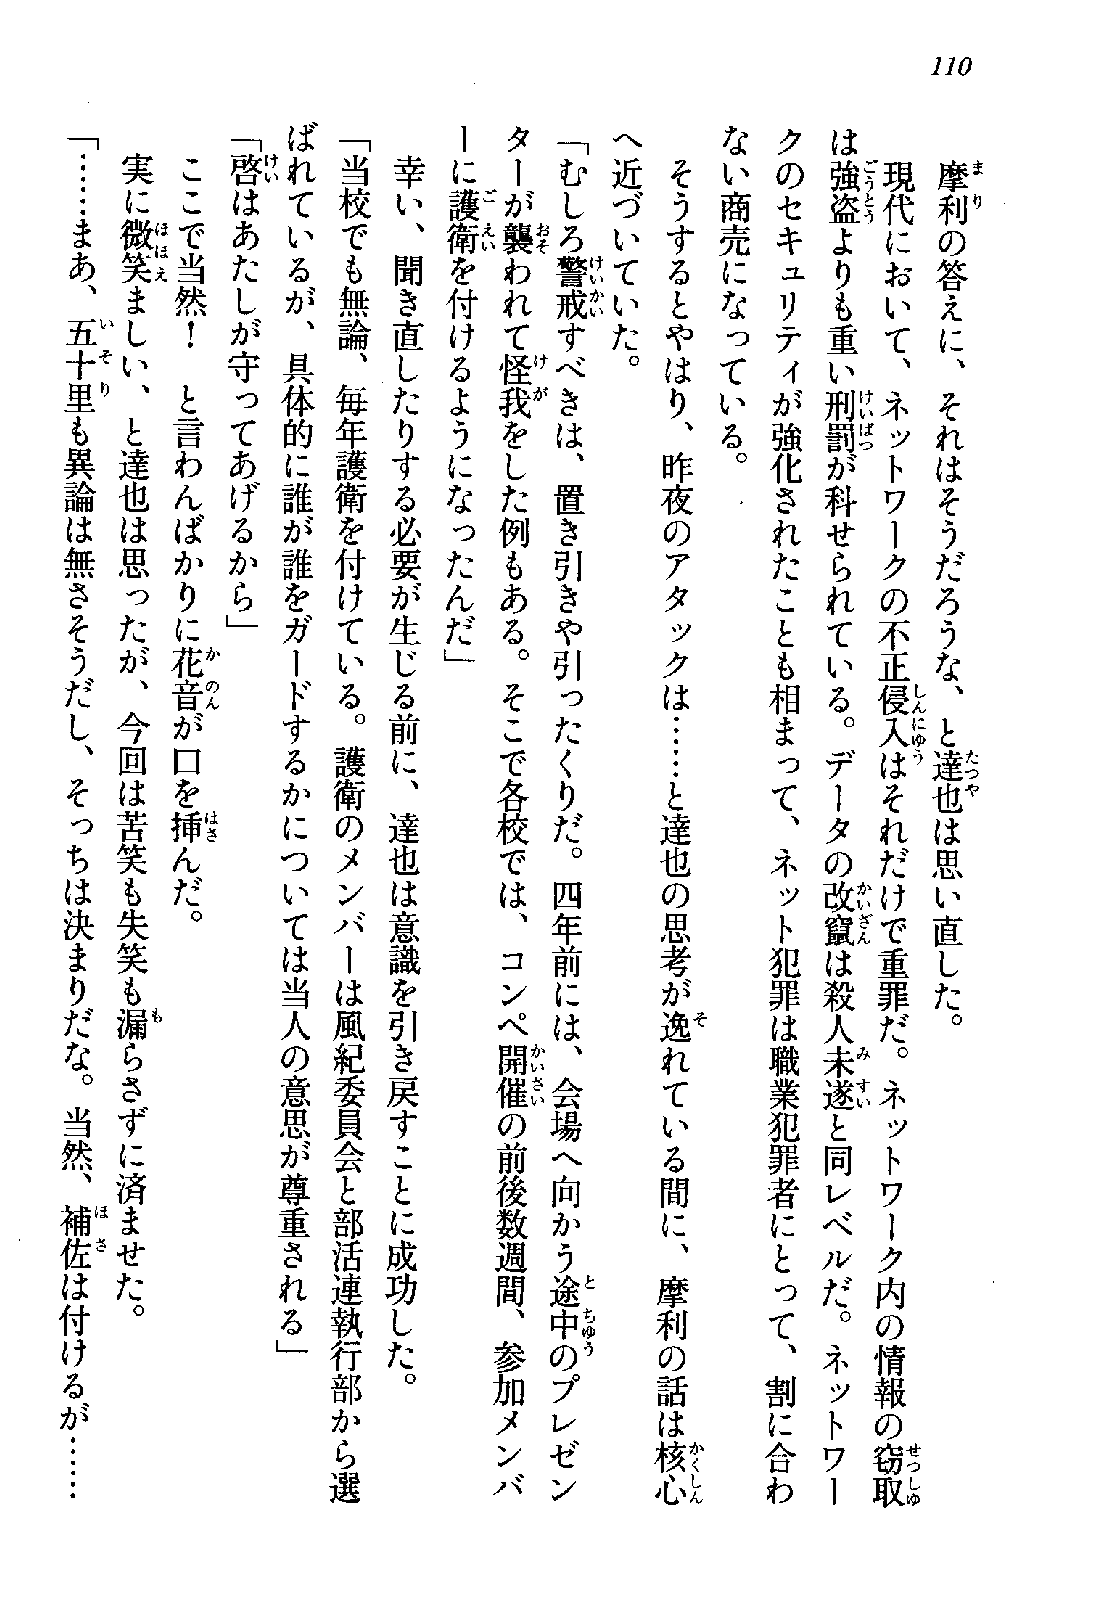 110
摩利の答えに、それはそうだろうな、と達也は思い直した。
現代において、ネットワークの不正侵入はそれだけで重罪だ。ネットワーク内の情報の窃取
は強盗よりも重い刑罰が科せられている。データの改竄は殺人未遂と同レベルだ。ネットワー
クのセキュリティが強化されたことも相まって、ネット犯罪は職業犯罪者にとって、割に合わ
ない商売になっている。
そうするとやはり、昨夜のアタックは……と達也の思考が逸れている間に、摩利の話は核心
へ近づいていた。
「むしろ警戒すべきは、置き引きや引ったくりだ。四年前には、会場へ向かう途中のプレゼン
ターが襲われて怪我をした例もある。そこで各校では、コンペ開催の前後数週間、参加メンバ
ーに護衛を付けるようになったんだ」
幸い、聞き直したりする必要が生じる前に、達也は意識を引き戻すことに成功した。
「当校でも無論、毎年護衛を付けている。護衛のメンバーは風紀委員会と部活連執行部から選
ばれているが、具体的に誰が誰をガードするかについては当人の意思が尊重される」
「啓はあたしが守ってあげるから」
ここで当然！　と言わんばかりに花音が口を挿んだ。
実に微笑ましい、と達也は思ったが、今回は苦笑も失笑も漏らさずに済ませた。
「……まあ、五十里も異論は無さそうだし、そっちは決まりだな。当然、補佐は付けるが……